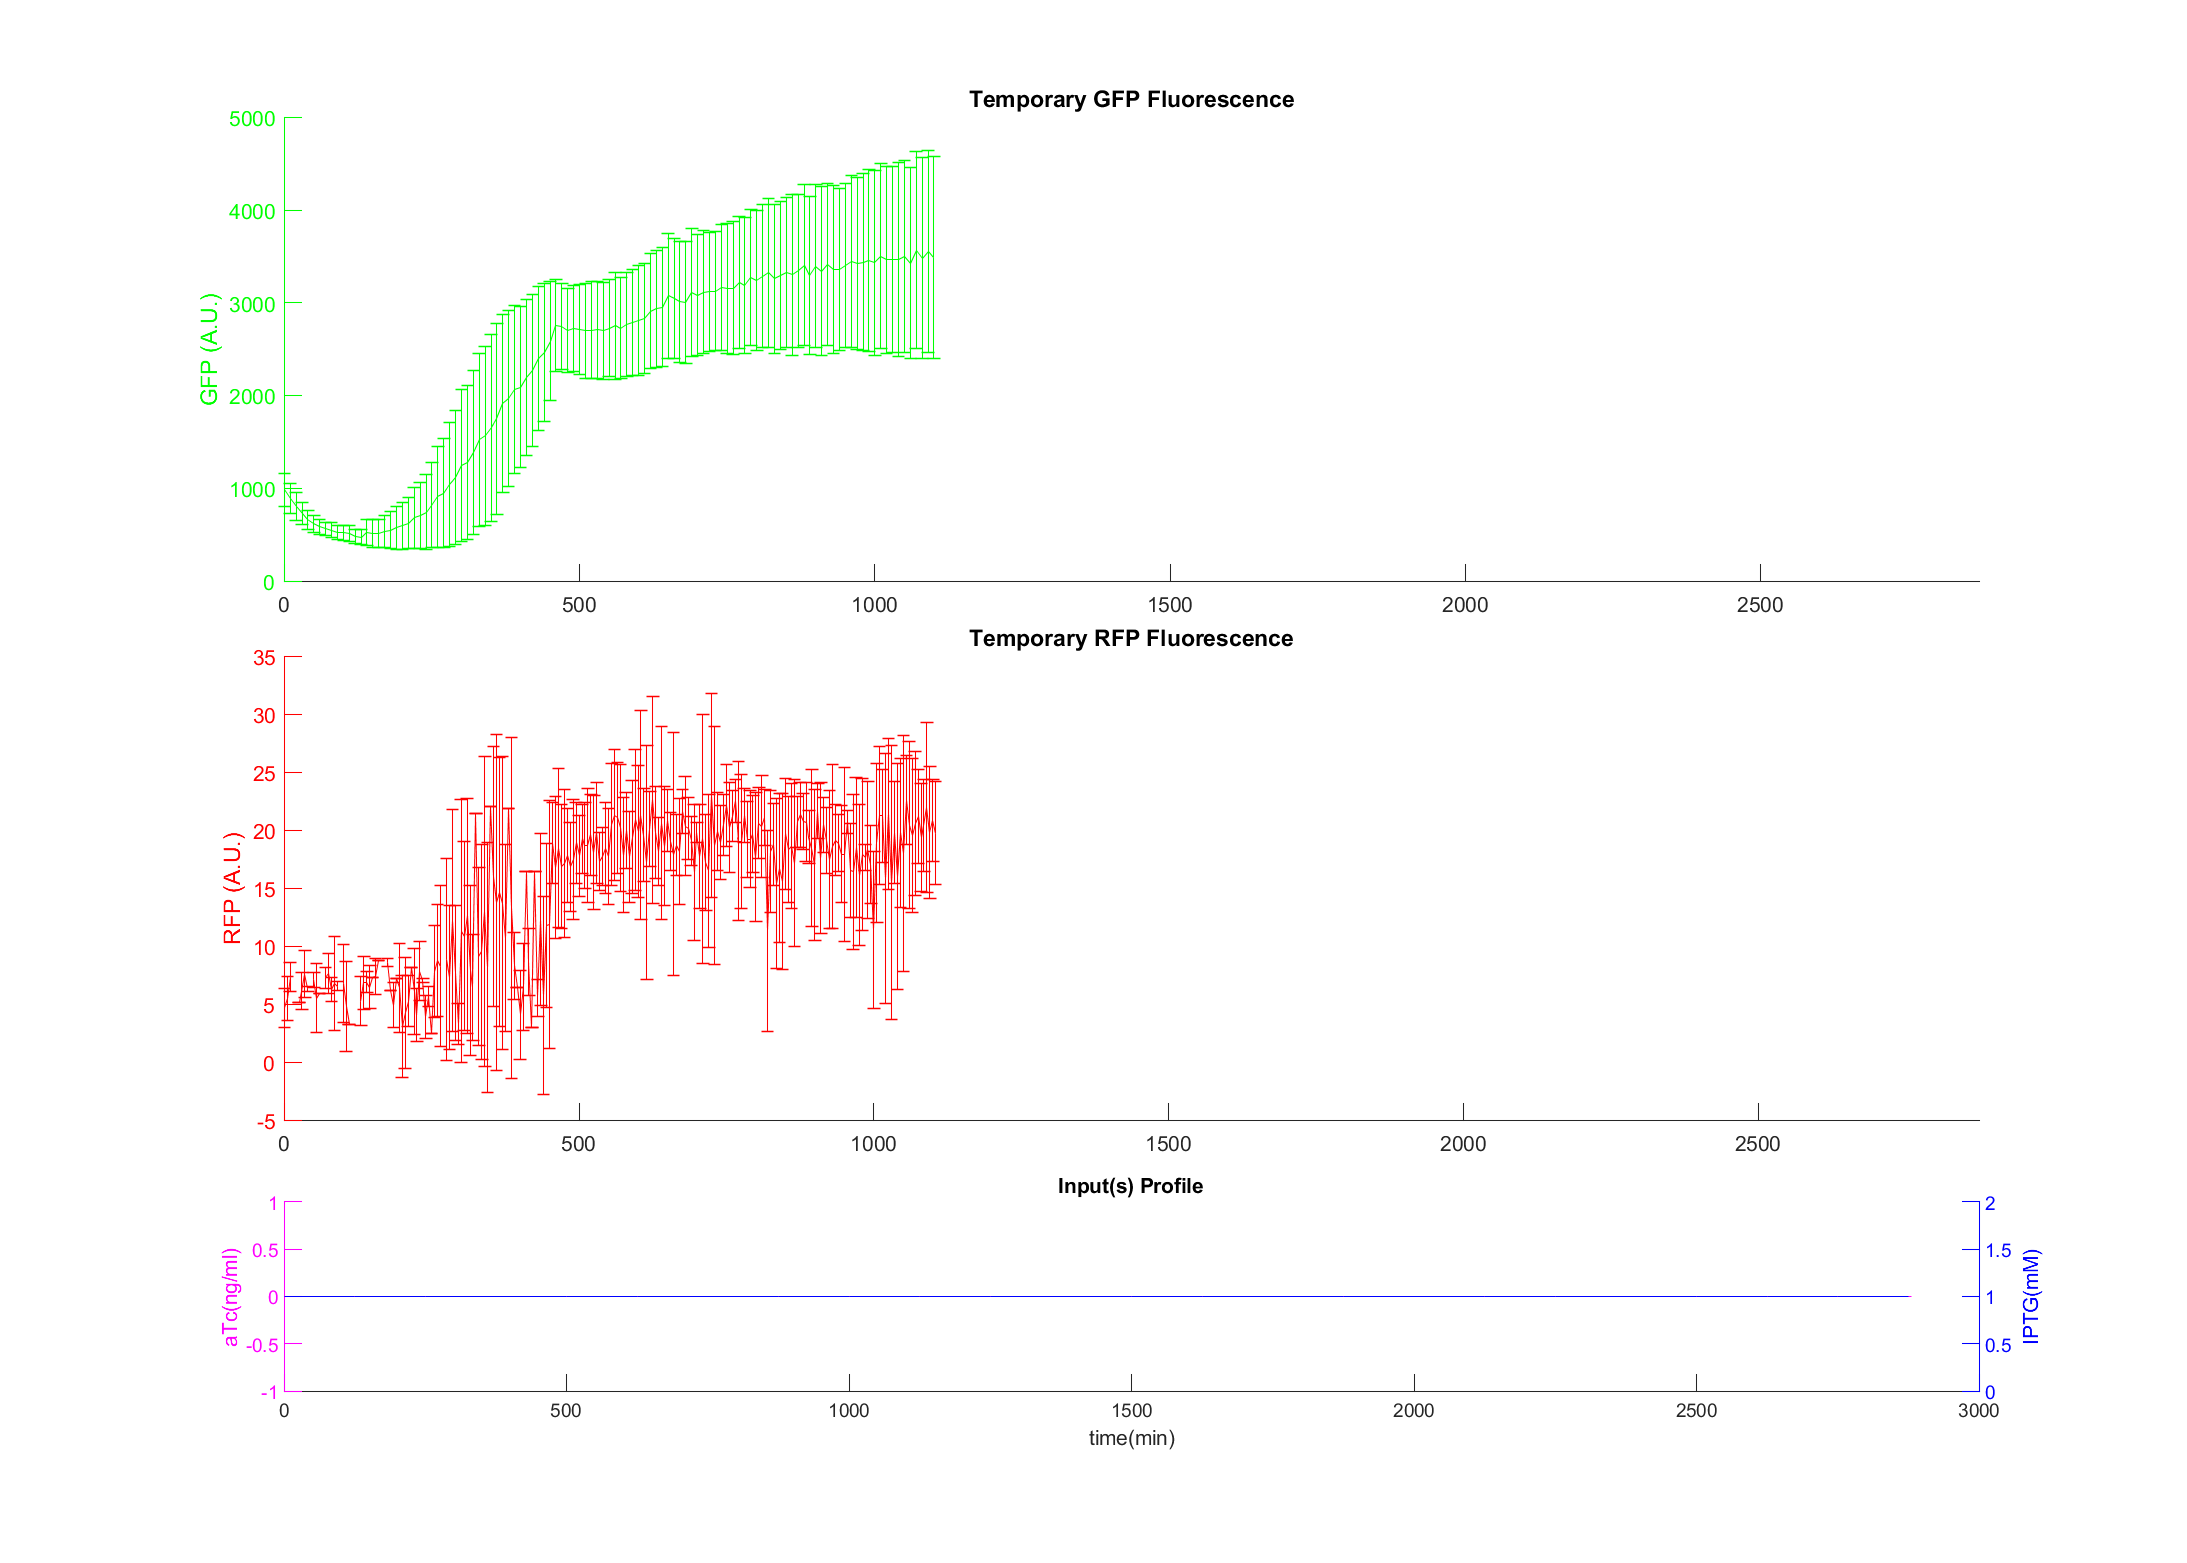 Temporary GFP Fluorescence
5000
4000
3000
2000
1000
0
GFP (A.U.)
0 500 1000 1500 2000 2500
Temporary RFP Fluorescence
35
30
25
20
15
10
5
0
-5
RFP (A.U.)
0 500 1000 1500 2000 2500
Input(s) Profile
1
0.5
0
-0.5
-1
aTc(ng/ml)
2
1.5
1
0.5
0
IPTG(mM)
0 500 1000 1500 2000 2500 3000
time(min)